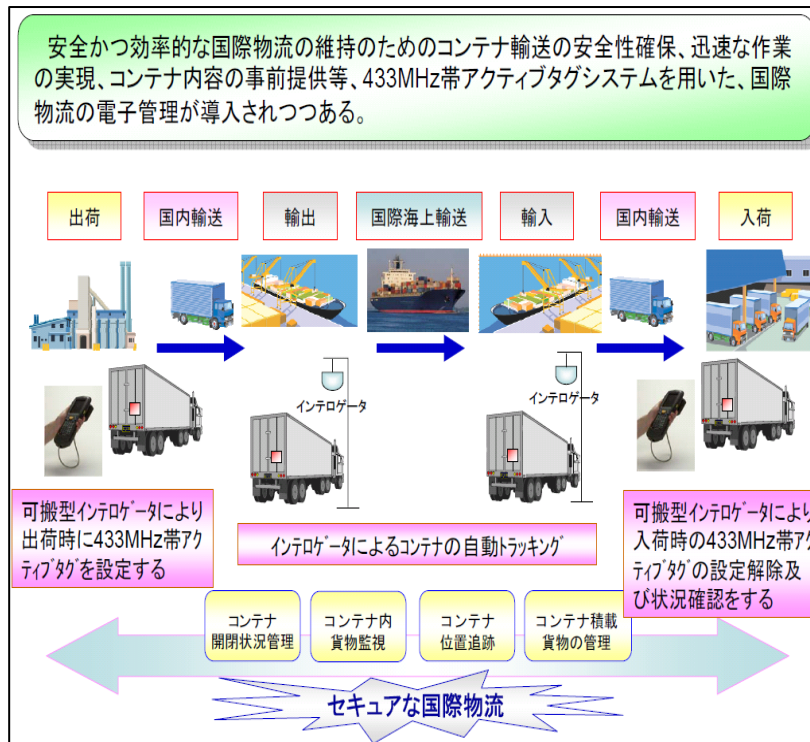 安全かつ効率的な国際物流の維持のためのコンテナ輸送の安全性確保、迅速な作業
の実現、コンテナ内容の事前提供等、433MHz帯アクティブタグシステムを用いた、国際
物流の電子管理が導入されつつある。
出荷
国内輸送
輸出
国際海上輸送
輸入
国内輸送
入荷
インテロゲータ
インテロゲータ
可搬型インテロゲータにより
出荷時に433MHz帯アク
ティブタグを設定する
インテロゲータによるコンテナの自動トラッキング
可搬型インテロゲータにより
入荷時の433MHz帯アク
ティブタグの設定解除及
び状況確認をする
コンテナ
開閉状況管理
コンテナ内
貨物監視
コンテナ
位置追跡
コンテナ積載
貨物の管理
セキュアな国際物流